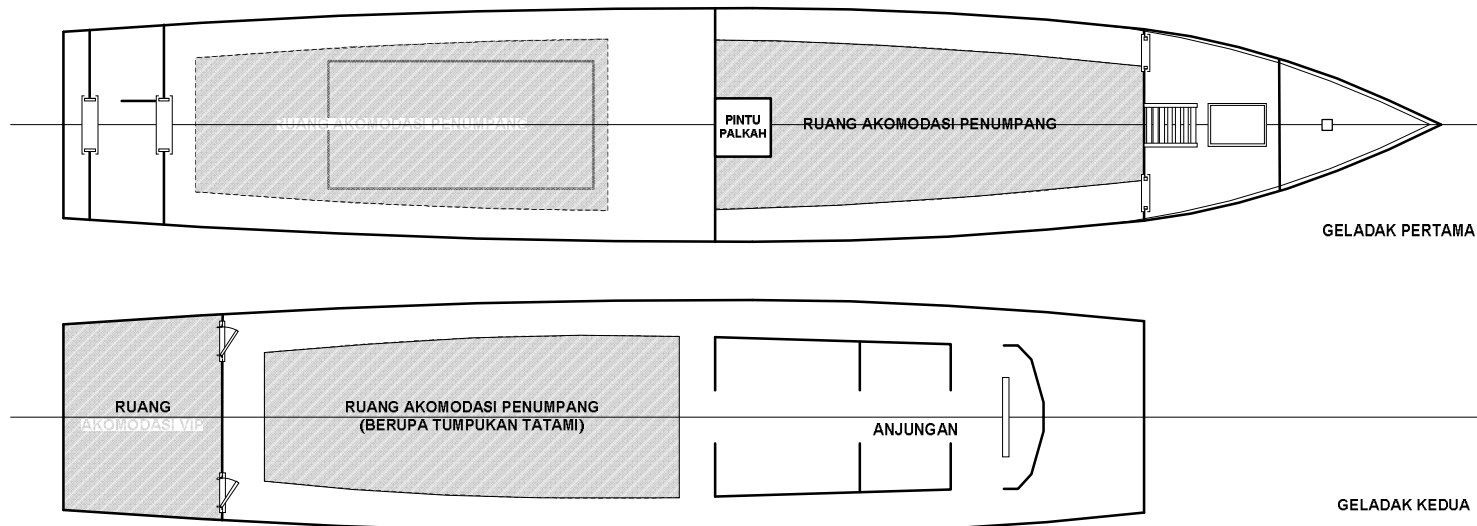 RUANG AKOMODASI PENUMPANG
PINTU
PALKAH
RUANG AKOMODASI PENUMPANG
GELADAK PERTAMA
RUANG
AKOMODASI VIP
RUANG AKOMODASI PENUMPANG
(BERUPA TUMPUKAN TATAMI)
ANJUNGAN
GELADAK KEDUA